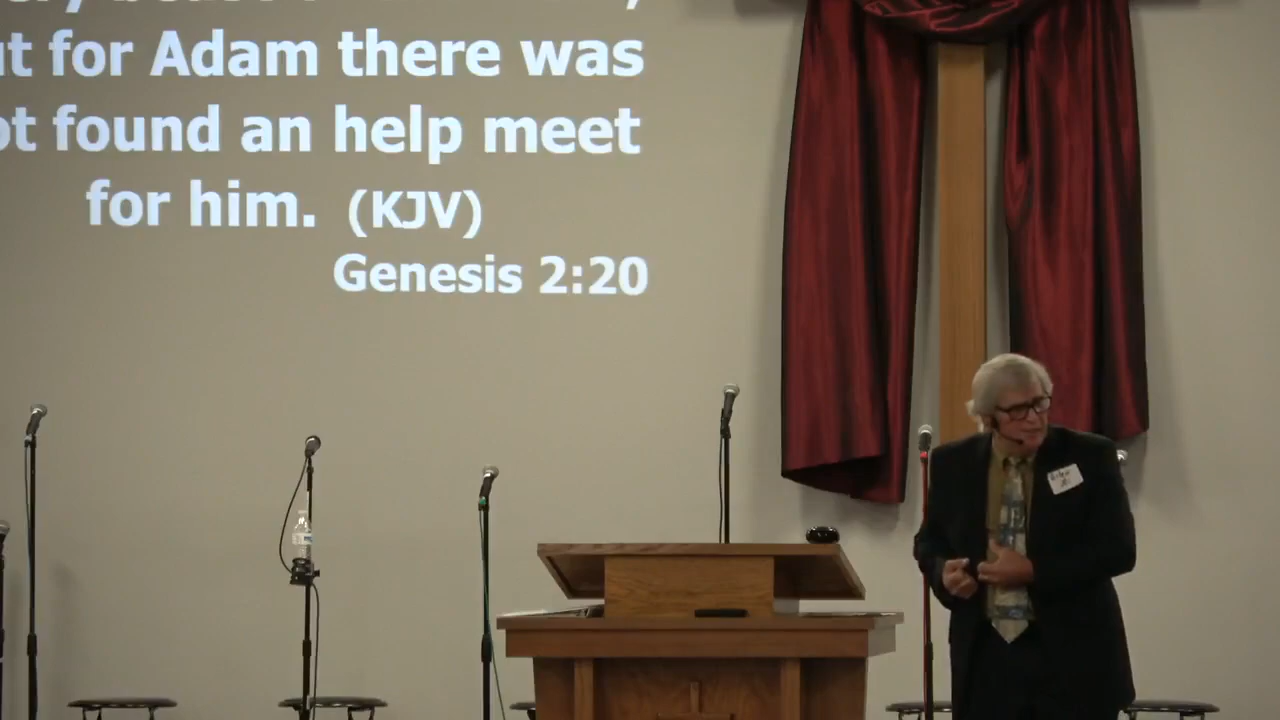 ut for Adam there was
ot found an help meet
for him. (KJV)
Genesis 2:20